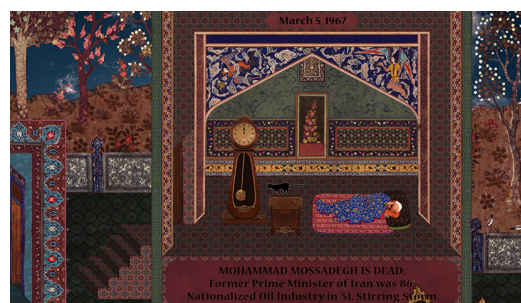 March 5, 1967
MOHAMMAD MOSSADEGH IS DEAD:
Former Prime Minister of Iran was 86
Nationalized Oil Industry in '51, Stirring Storm